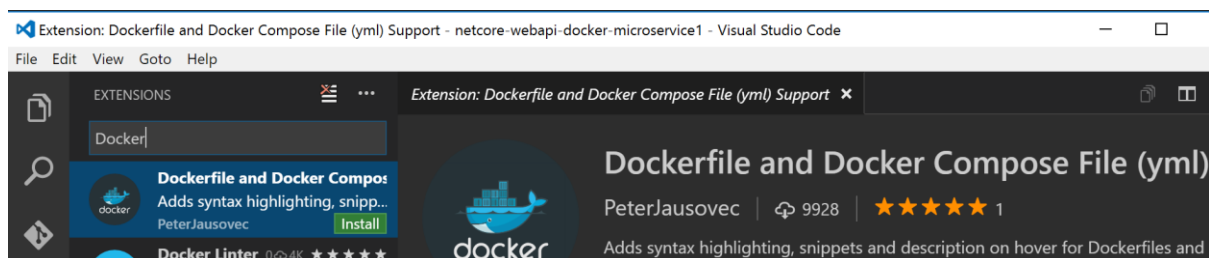 Extension: Dockerfile and Docker Compose File (yml) Support - netcore-webapi-docker-microservice1 - Visual Studio Code
File Edit View Goto Help
EXTENSIONS
Extension: Dockerfile and Docker Compose File (yml) Support
Docker
Dockerfile and Docker Compos
Adds syntax highlighting, snipp...
PeterJausovec
Install
docker
Docker Linter 4K
docker
Dockerfile and Docker Compose File (yml)
PeterJausovec | 9928 | ★★★★★ 1
Adds syntax highlighting, snippets and description on hover for Dockerfiles and